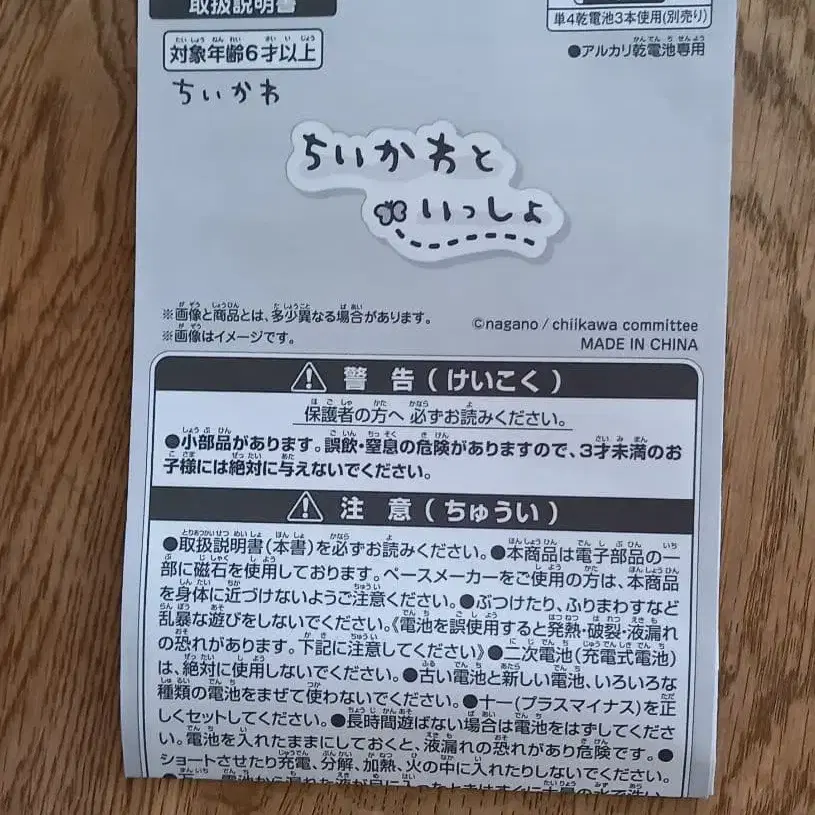 取扱説明書
単4乾電池3本使用(別売り)
対象年齢6才以上
●アルカリ乾電池専用
ちいかわ
ちいかわと
いっしょ
※画像と商品とは、多少異なる場合があります。
※画像はイメージです。
©nagano / chiikawa committee
MADE IN CHINA
警 告(けいこく)
保護者の方へ 必ずお読みください。
●小部品があります。誤飲・窒息の危険がありますので、3才未満のお
子様には絶対に与えないでください。
注 意(ちゅうい)
●取扱説明書(本書)を必ずお読みください。●本商品は電子部品の一
部に磁石を使用しております。ペースメーカーをご使用の方は、本商品
を身体に近づけないようご注意ください。●ぶつけたり、ふりまわすなど
乱暴な遊びをしないでください。《電池を誤使用すると発熱・破裂・液漏れ
の恐れがあります。下記に注意してください》●二次電池(充電式電池)
は、絶対に使用しないでください。●古い電池と新しい電池、いろいろな
種類の電池をまぜて使わないでください。●+−(プラスマイナス)を正
しくセットしてください。●長時間遊ばない場合は電池をはずしてくださ
い。電池を入れたままにしておくと、液漏れの恐れがあり危険です。●
ショートさせたり充電、分解、加熱、火の中に入れたりしないでください。